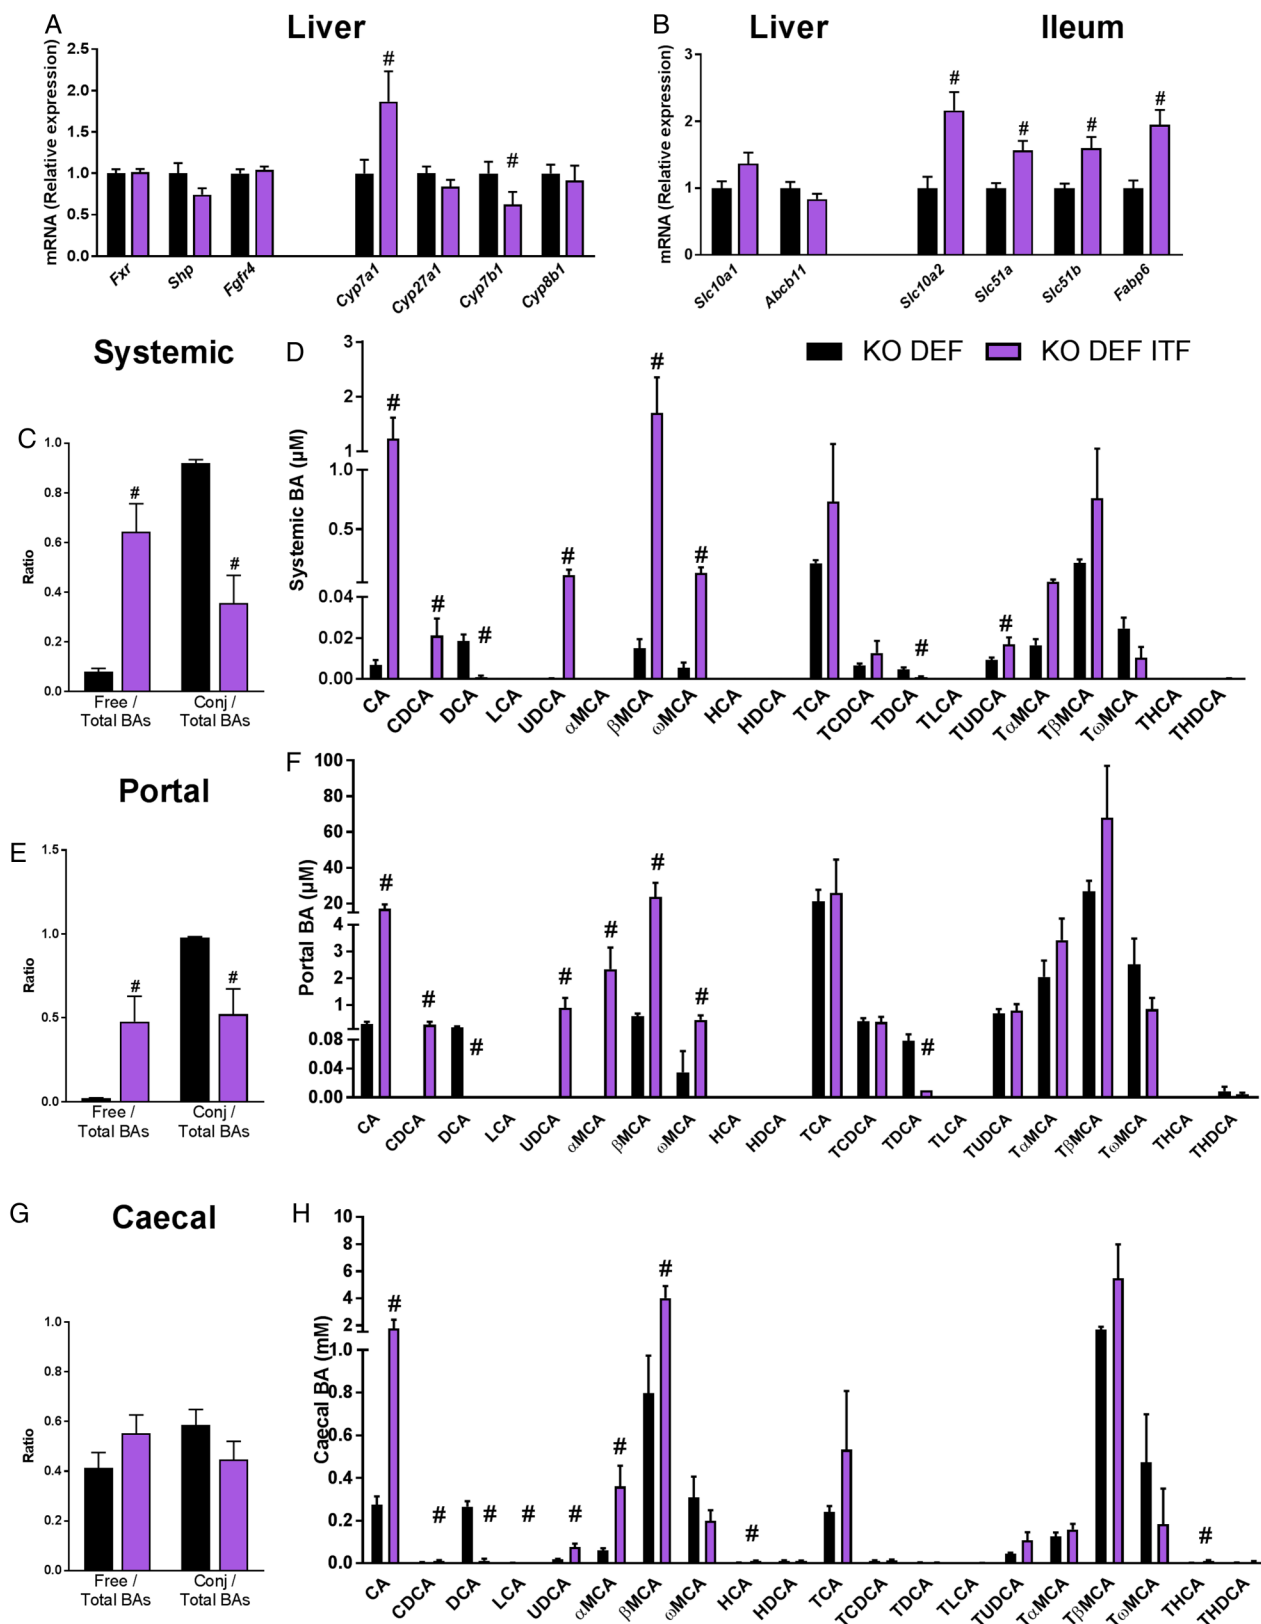 A
Liver
mRNA (Relative expression)
2.5
2.0
1.5
1.0
0.5
0.0
#
#
Fxr
Shp
Fgfr4
Cyp7a1
Cyp27a1
Cyp7b1
Cyp8b1
B
Liver
Ileum
mRNA (Relative expression)
3
2
1
0
#
#
#
#
Slc10a1
Abcb11
Slc10a2
Slc51a
Slc51b
Fabp6
Systemic
KO DEF
KO DEF ITF
C
Ratio
1.0
0.8
0.6
0.4
0.2
0.0
#
#
Free /
Total BAs
Conj /
Total BAs
D
Systemic BA (µM)
3
2
1
1.0
0.5
0.04
0.02
0.00
#
#
#
#
#
#
#
#
CA
CDCA
DCA
LCA
UDCA
αMCA
βMCA
ωMCA
HCA
HDCA
TCA
TCDCA
TDCA
TLCA
TUDCA
TαMCA
TβMCA
TωMCA
THCA
THDCA
Portal
E
Ratio
1.5
1.0
0.5
0.0
#
#
Free /
Total BAs
Conj /
Total BAs
F
Portal BA (µM)
100
80
60
40
20
4
3
2
1
0.08
0.04
0.00
#
#
#
#
#
#
#
#
CA
CDCA
DCA
LCA
UDCA
αMCA
βMCA
ωMCA
HCA
HDCA
TCA
TCDCA
TDCA
TLCA
TUDCA
TαMCA
TβMCA
TωMCA
THCA
THDCA
G
Caecal
Ratio
1.0
0.8
0.6
0.4
0.2
0.0
Free /
Total BAs
Conj /
Total BAs
H
Caecal BA (mM)
10
8
6
4
2
1.0
0.8
0.6
0.4
0.2
0.0
#
#
#
#
#
#
#
#
#
CA
CDCA
DCA
LCA
UDCA
αMCA
βMCA
ωMCA
HCA
HDCA
TCA
TCDCA
TDCA
TLCA
TUDCA
TαMCA
TβMCA
TωMCA
THCA
THDCA